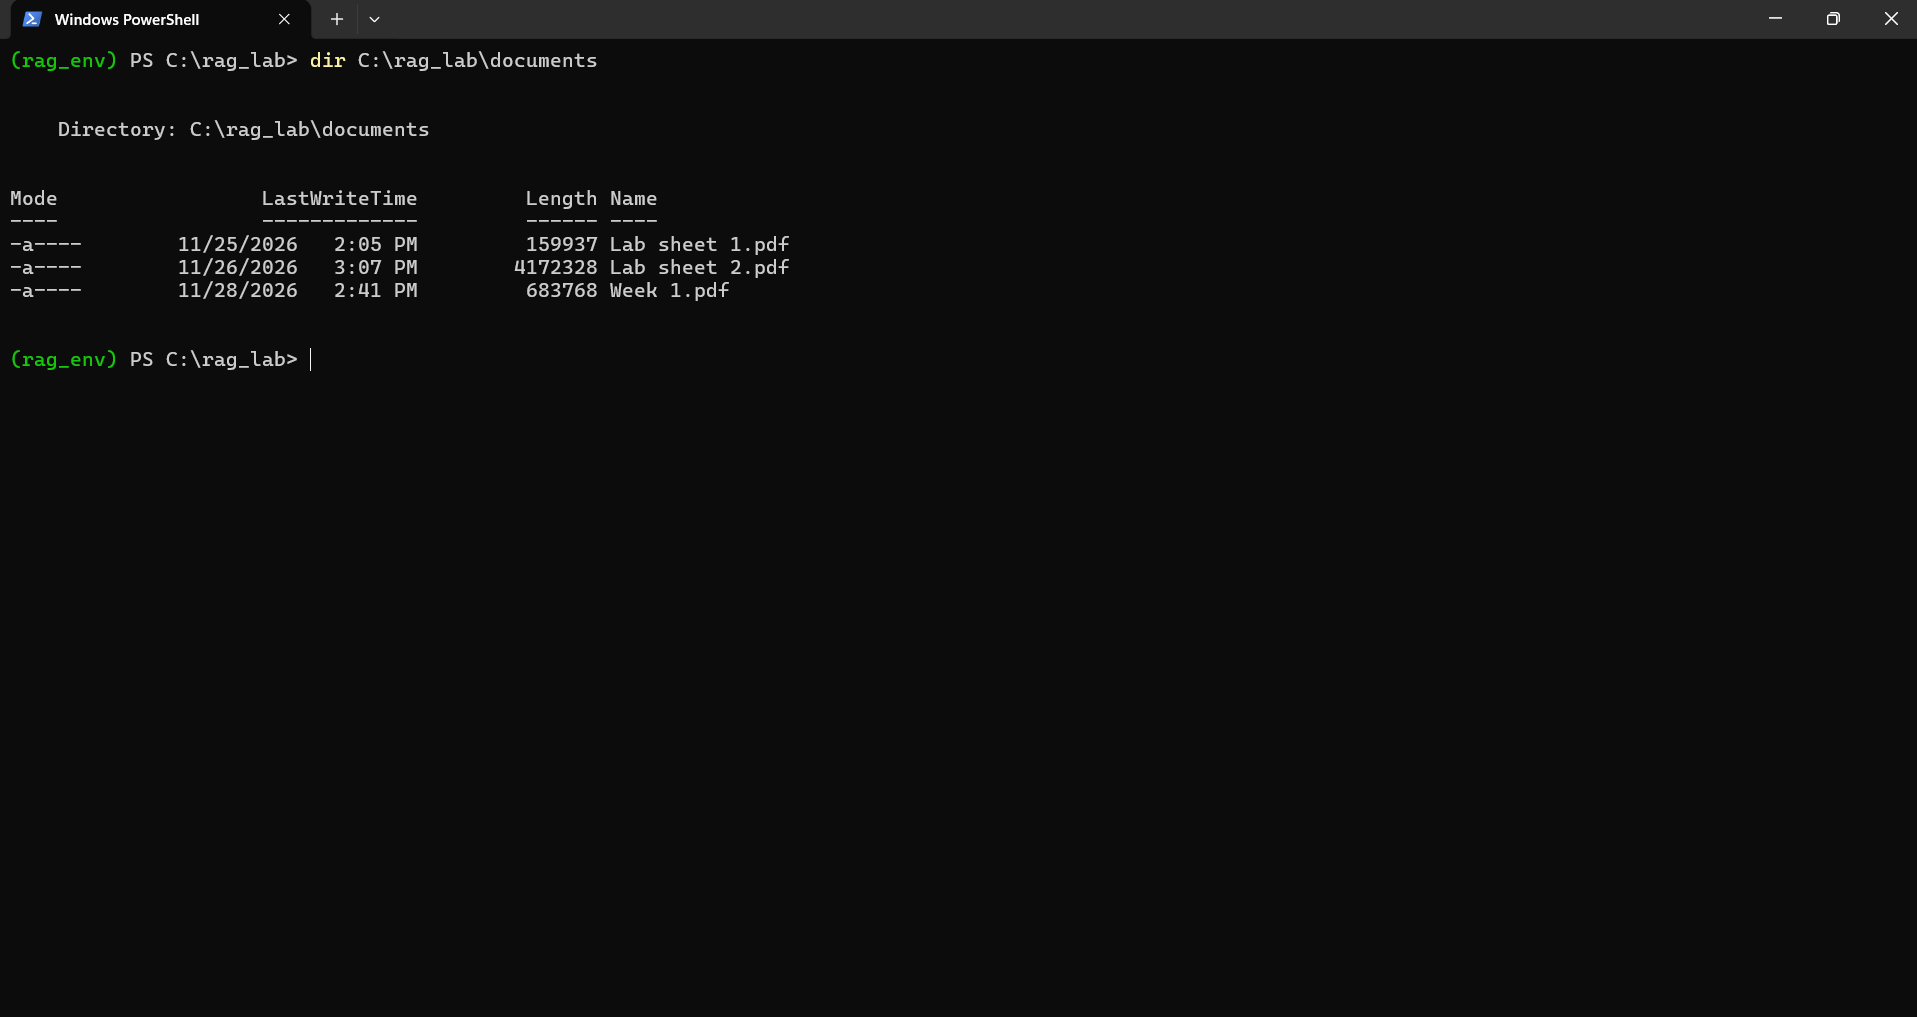 Windows PowerShell
(rag_env) PS C:\rag_lab> dir C:\rag_lab\documents
Directory: C:\rag_lab\documents
Mode                 LastWriteTime         Length Name
----                 -------------         ------ ----
-a----        11/25/2026   2:05 PM         159937 Lab sheet 1.pdf
-a----        11/26/2026   3:07 PM        4172328 Lab sheet 2.pdf
-a----        11/28/2026   2:41 PM         683768 Week 1.pdf
(rag_env) PS C:\rag_lab>